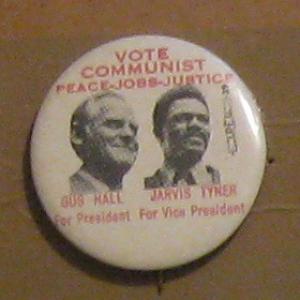 VOTE
COMMUNIST
PEACE-JOBS-JUSTICE
GUS HALL JARVIS TYNER
For President For Vice President